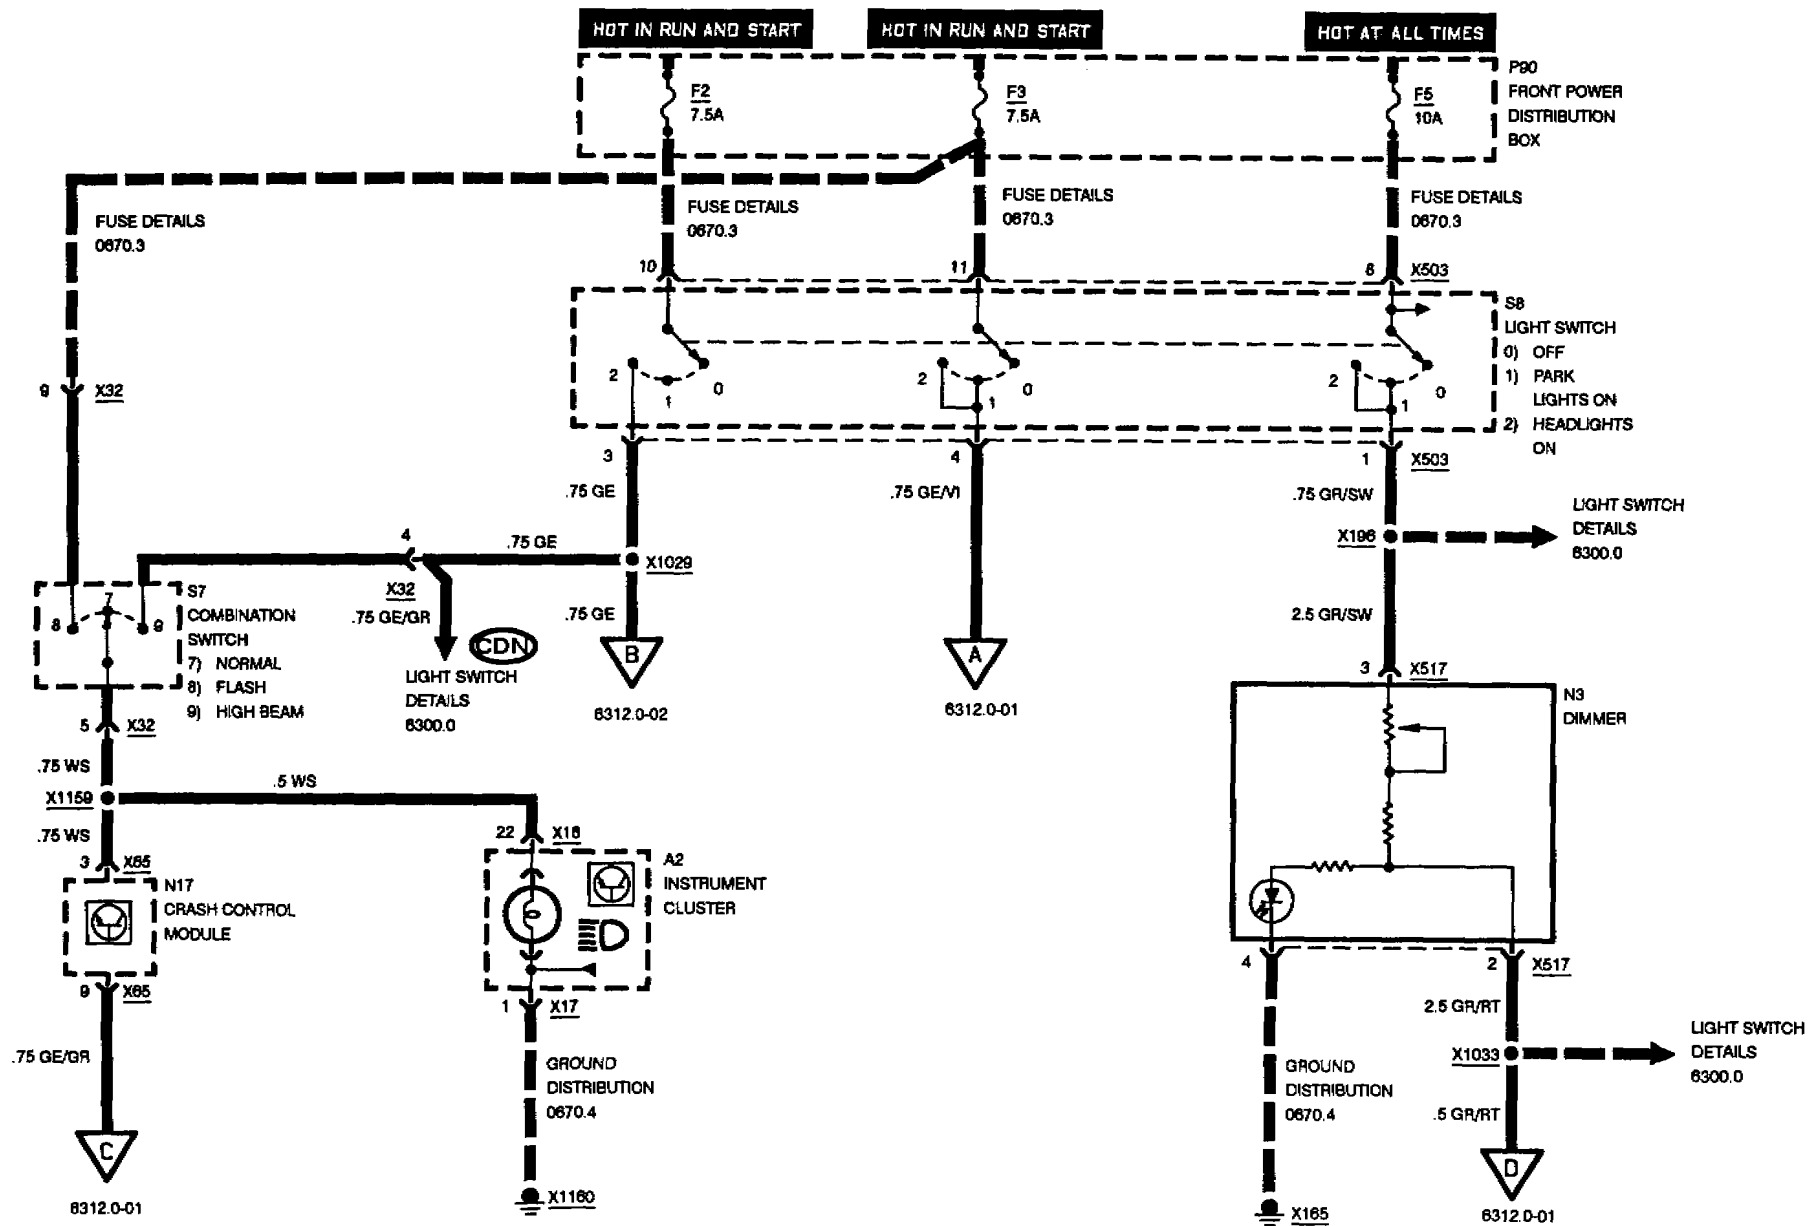 HOT IN RUN AND START
HOT IN RUN AND START
HOT AT ALL TIMES
P90
FRONT POWER
DISTRIBUTION
BOX
F2
7.5A
F3
7.5A
F5
10A
FUSE DETAILS
0670.3
FUSE DETAILS
0670.3
FUSE DETAILS
0670.3
FUSE DETAILS
0670.3
10
11
6
X503
S8
LIGHT SWITCH
0) OFF
1) PARK
LIGHTS ON
2) HEADLIGHTS
ON
2
1
0
2
1
0
2
1
0
9
X32
3
4
1
X503
.75 GE
.75 GE/VI
.75 GR/SW
X196
LIGHT SWITCH
DETAILS
6300.0
4
.75 GE
X1029
X32
.75 GE/GR
.75 GE
2.5 GR/SW
S7
COMBINATION
SWITCH
7) NORMAL
8) FLASH
9) HIGH BEAM
7
8
9
CDN
LIGHT SWITCH
DETAILS
6300.0
B
6312.0-02
A
6312.0-01
3
X517
N3
DIMMER
5
X32
.75 WS
X1159
.5 WS
.75 WS
3
X65
N17
CRASH CONTROL
MODULE
9
X65
.75 GE/GR
C
6312.0-01
22
X16
A2
INSTRUMENT
CLUSTER
1
X17
GROUND
DISTRIBUTION
0670.4
X1160
4
2
X517
2.5 GR/RT
X1033
LIGHT SWITCH
DETAILS
6300.0
GROUND
DISTRIBUTION
0670.4
.5 GR/RT
X165
D
6312.0-01